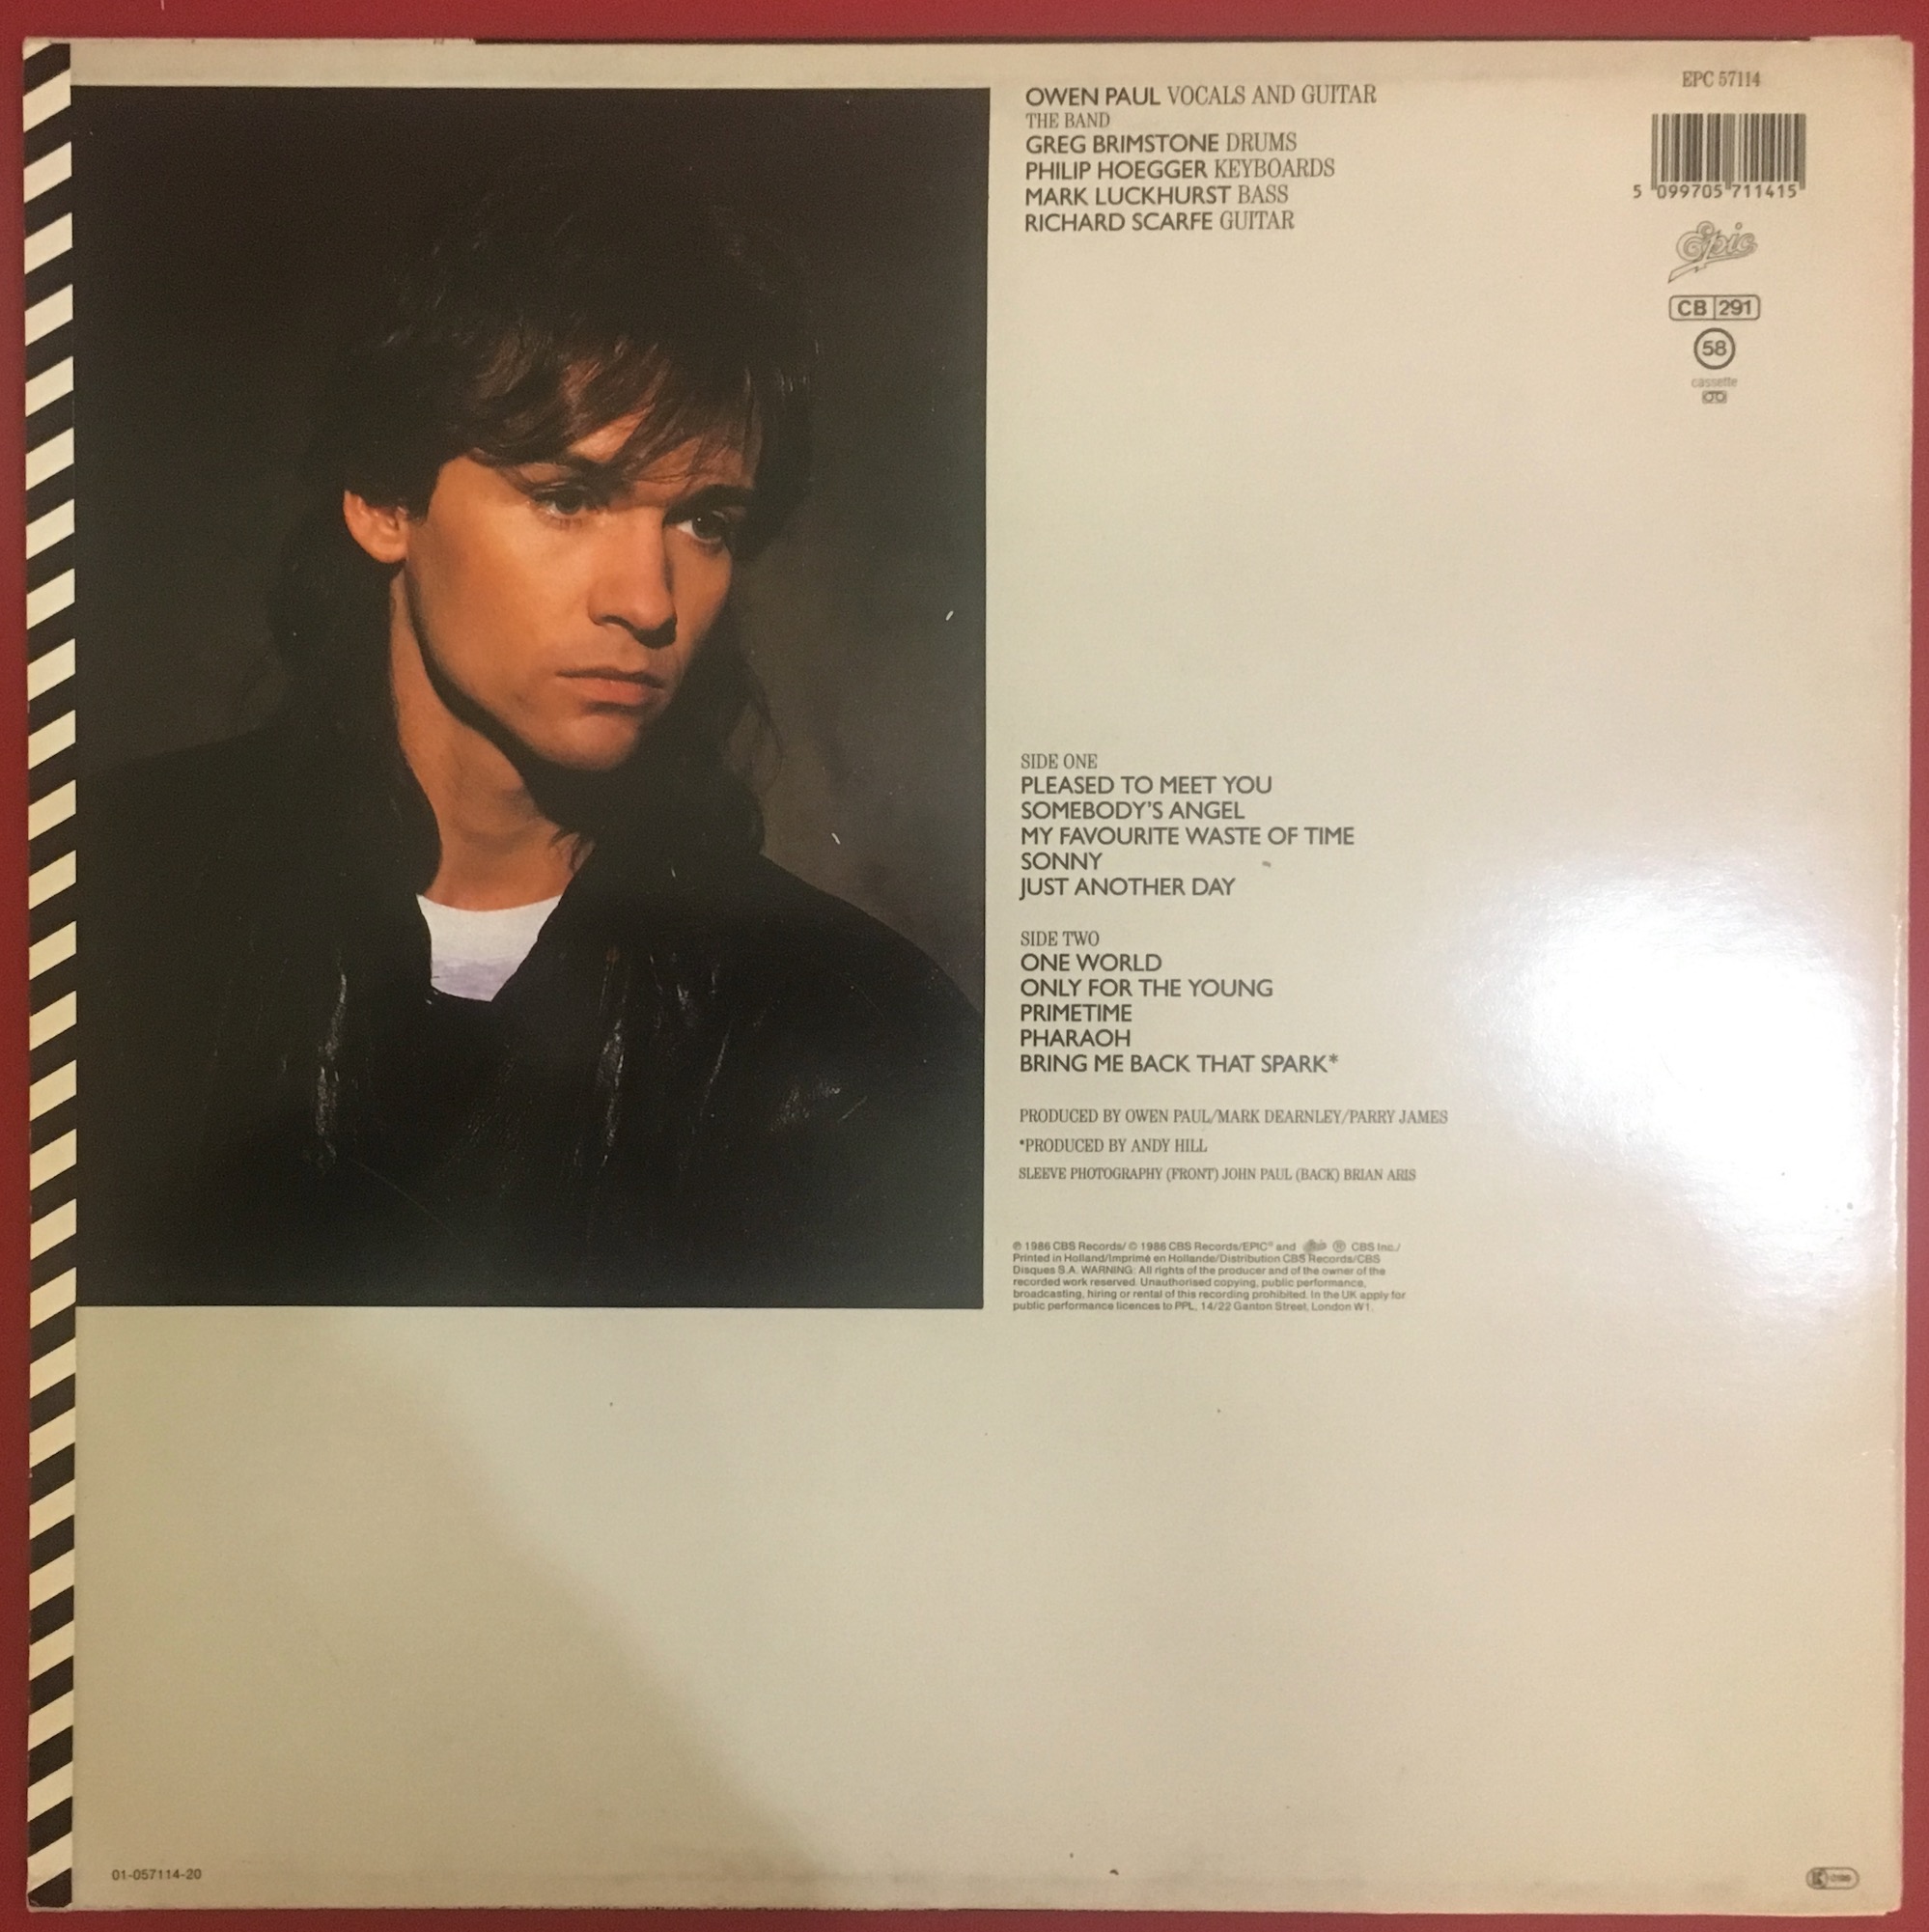 OWEN PAUL VOCALS AND GUITAR
THE BAND
GREG BRIMSTONE DRUMS
PHILIP HOEGGER KEYBOARDS
MARK LUCKHURST BASS
RICHARD SCARFE GUITAR
EPC 57114
5 099705 711415
Epic
CB 291
58
cassette
SIDE ONE
PLEASED TO MEET YOU
SOMEBODY'S ANGEL
MY FAVOURITE WASTE OF TIME
SONNY
JUST ANOTHER DAY
SIDE TWO
ONE WORLD
ONLY FOR THE YOUNG
PRIMETIME
PHARAOH
BRING ME BACK THAT SPARK*
PRODUCED BY OWEN PAUL/MARK DEARNLEY/PARRY JAMES
*PRODUCED BY ANDY HILL
SLEEVE PHOTOGRAPHY (FRONT) JOHN PAUL (BACK) BRIAN ARIS
℗ 1986 CBS Records/ © 1986 CBS Records/EPIC® and ® CBS Inc./
Printed in Holland/Imprimé en Hollande/Distribution CBS Records/CBS
Disques S.A. WARNING: All rights of the producer and of the owner of the
recorded work reserved. Unauthorised copying, public performance,
broadcasting, hiring or rental of this recording prohibited. In the UK apply for
public performance licences to PPL, 14/22 Ganton Street, London W1.
01-057114-20